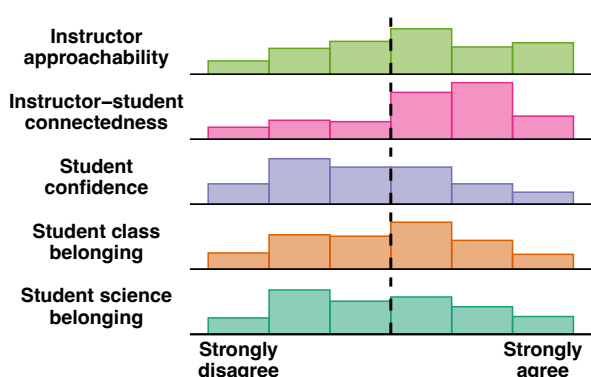 Instructor
approachability
Instructor–student
connectedness
Student
confidence
Student class
belonging
Student science
belonging
Strongly
disagree
Strongly
agree